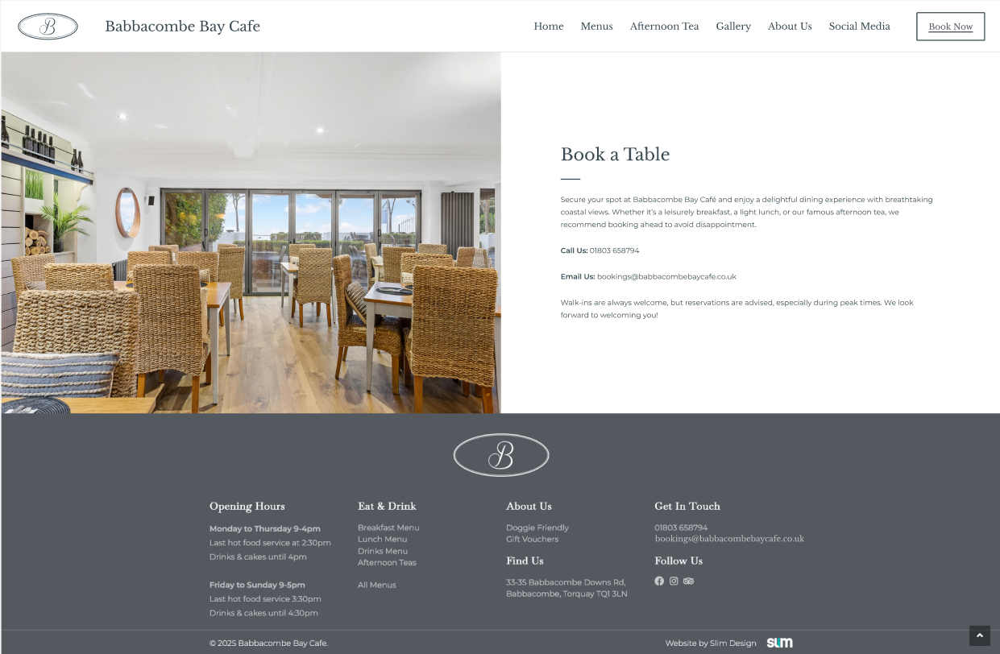 B
Babbacombe Bay Cafe
Home
Menus
Afternoon Tea
Gallery
About Us
Social Media
Book Now
Book a Table
Secure your spot at Babbacombe Bay Café and enjoy a delightful dining experience with breathtaking
coastal views. Whether it's a leisurely breakfast, a light lunch, or our famous afternoon tea, we
recommend booking ahead to avoid disappointment.
Call Us: 01803 658794
Email Us: bookings@babbacombebaycafe.co.uk
Walk-ins are always welcome, but reservations are advised, especially during peak times. We look
forward to welcoming you!
B
Opening Hours
Monday to Thursday 9-4pm
Last hot food service at 2:30pm
Drinks & cakes until 4pm
Friday to Sunday 9-5pm
Last hot food service 3:30pm
Drinks & cakes until 4:30pm
Eat & Drink
Breakfast Menu
Lunch Menu
Drinks Menu
Afternoon Teas
All Menus
About Us
Doggie Friendly
Gift Vouchers
Find Us
33-35 Babbacombe Downs Rd,
Babbacombe, Torquay TQ1 3LN
Get In Touch
01803 658794
bookings@babbacombebaycafe.co.uk
Follow Us
© 2025 Babbacombe Bay Cafe.
Website by Slim Design
slim